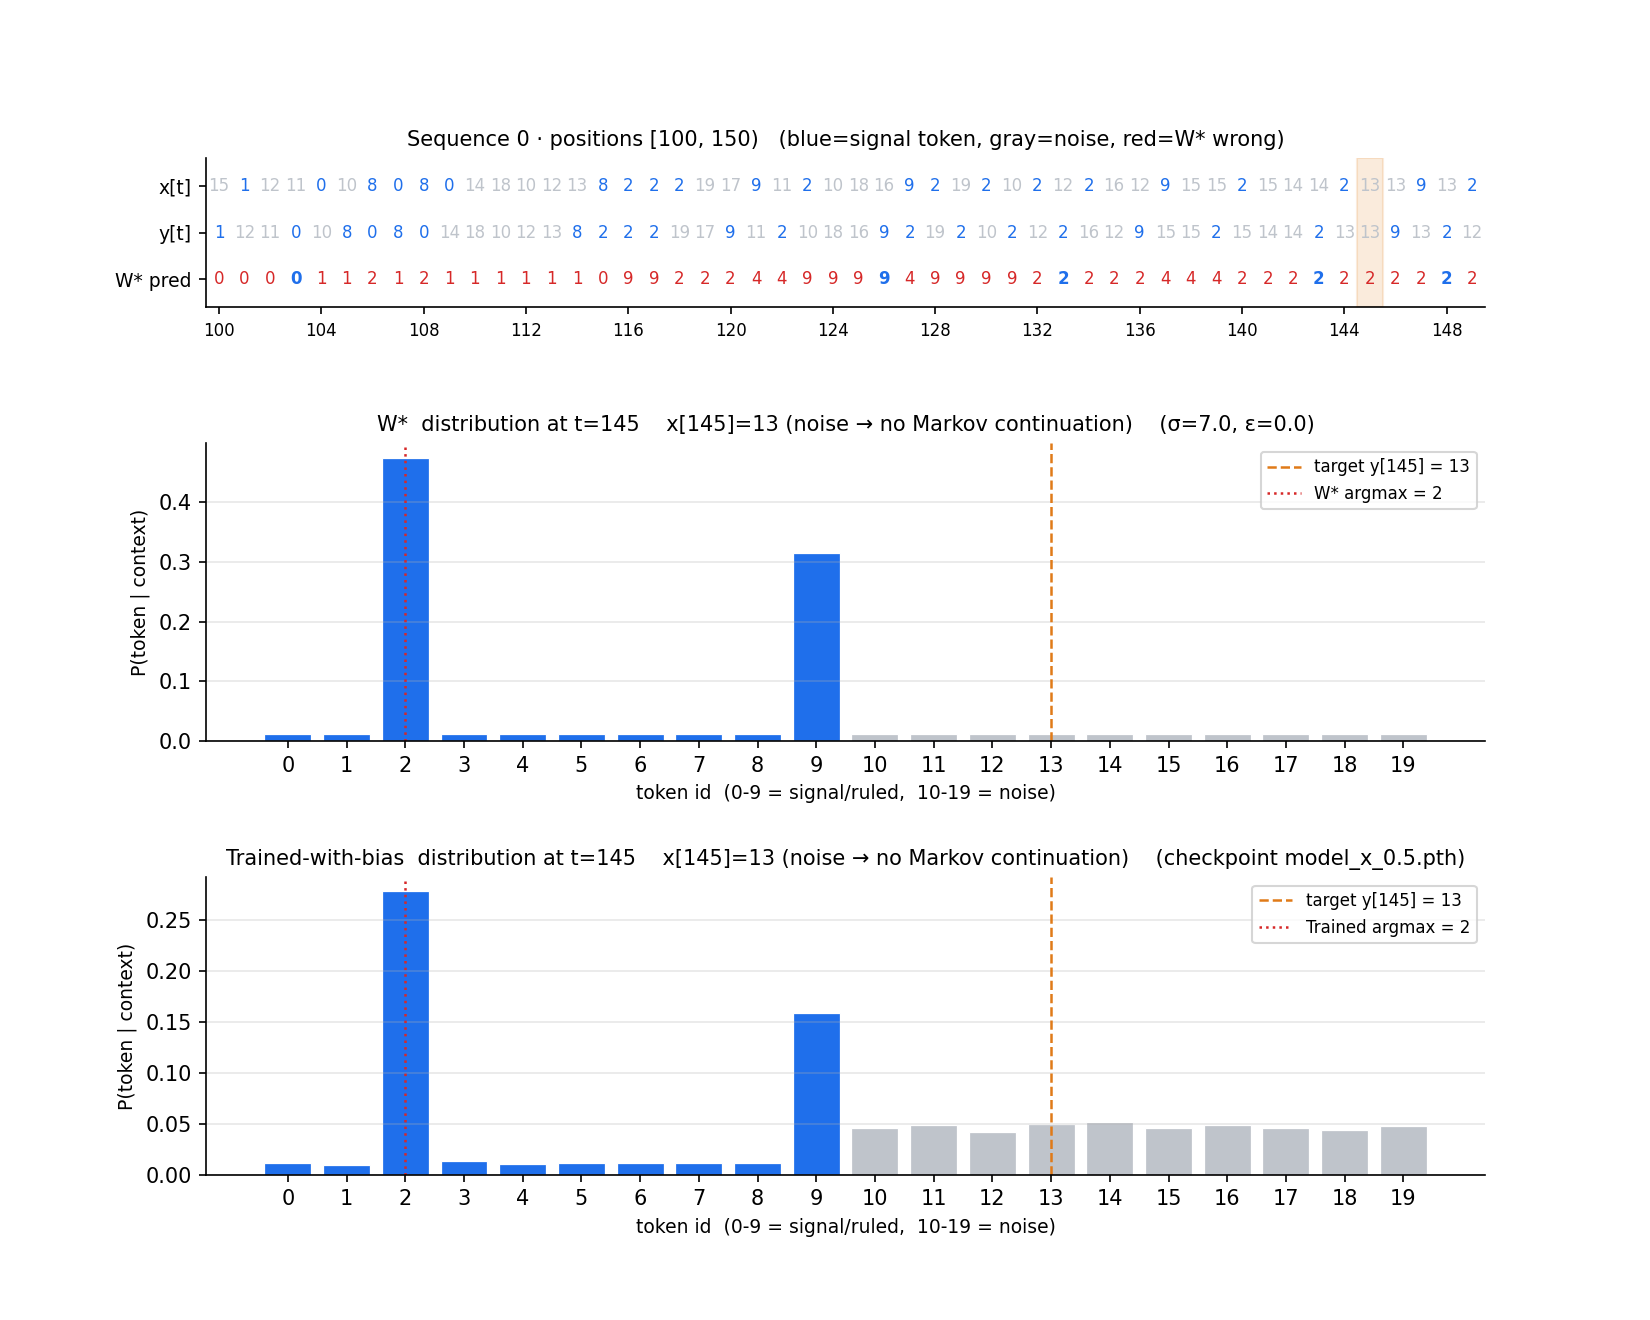 Sequence 0 · positions [100, 150)   (blue=signal token, gray=noise, red=W* wrong)
x[t] 15 1 12 11 0 10 8 0 8 0 14 18 10 12 13 8 2 2 2 19 17 9 11 2 10 18 16 9 2 19 2 10 2 12 2 16 12 9 15 15 2 15 14 14 2 13 13 9 13 2
y[t] 1 12 11 0 10 8 0 8 0 14 18 10 12 13 8 2 2 2 19 17 9 11 2 10 18 16 9 2 19 2 10 2 12 2 16 12 9 15 15 2 15 14 14 2 13 13 9 13 2 12
W* pred 0 0 0 0 1 1 2 1 2 1 1 1 1 1 1 0 9 9 2 2 2 4 4 9 9 9 9 4 9 9 9 9 2 2 2 2 2 4 4 4 2 2 2 2 2 2 2 2 2 2
100 104 108 112 116 120 124 128 132 136 140 144 148
W*  distribution at t=145    x[145]=13 (noise → no Markov continuation)    (σ=7.0, ε=0.0)
target y[145] = 13
W* argmax = 2
P(token | context)
0.4
0.3
0.2
0.1
0.0
0 1 2 3 4 5 6 7 8 9 10 11 12 13 14 15 16 17 18 19
token id  (0-9 = signal/ruled,  10-19 = noise)
Trained-with-bias  distribution at t=145    x[145]=13 (noise → no Markov continuation)    (checkpoint model_x_0.5.pth)
target y[145] = 13
Trained argmax = 2
P(token | context)
0.25
0.20
0.15
0.10
0.05
0.00
0 1 2 3 4 5 6 7 8 9 10 11 12 13 14 15 16 17 18 19
token id  (0-9 = signal/ruled,  10-19 = noise)